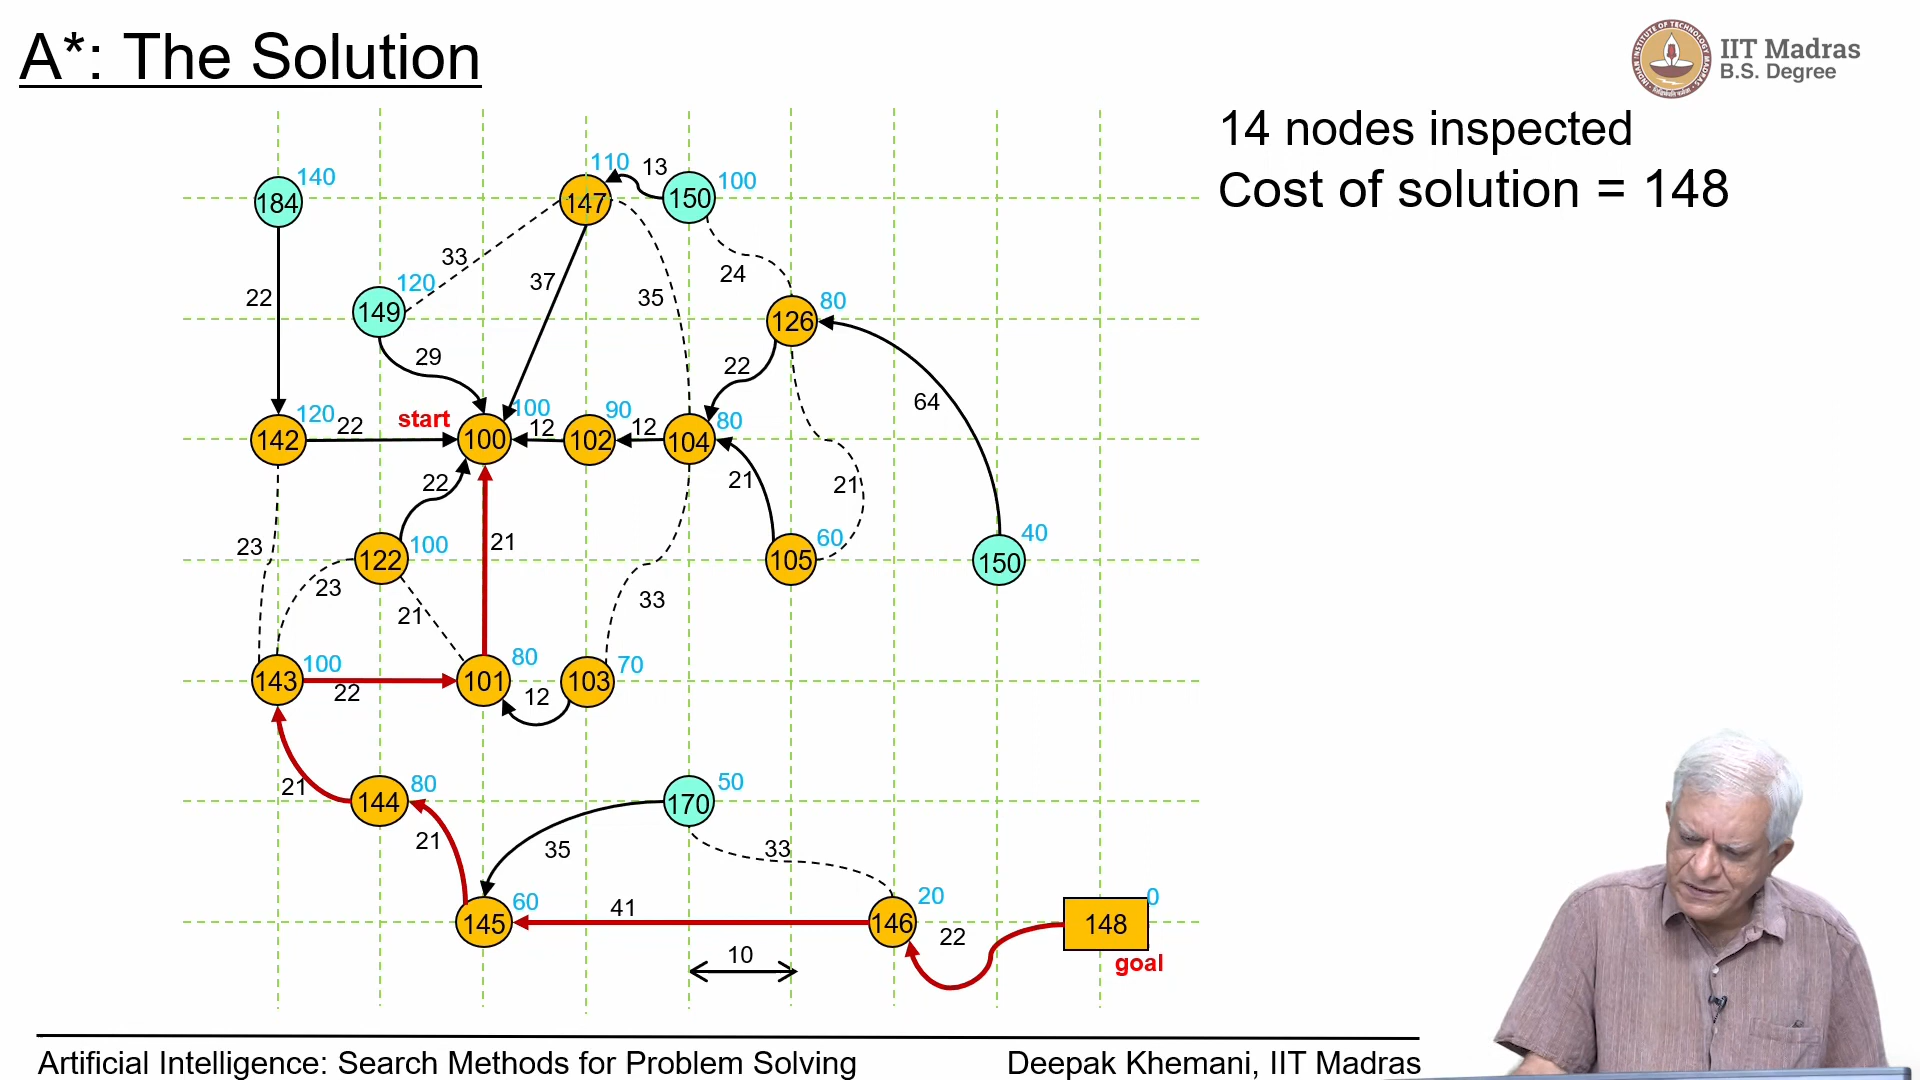 A*: The Solution
IIT Madras
B.S. Degree
14 nodes inspected
Cost of solution = 148
110 13
140 184 147 150 100
33 120 37 35 24
22 149 126 80
29 22 64
120 start 100 90 80
142 22 100 12 102 12 104
22 21 21
23 122 100 21 105 60 150 40
23 21 33
100 80 70
143 22 101 12 103
21 144 80 170 50
21 35 33
60 41 20 0
145 146 22 148
10 goal
Artificial Intelligence: Search Methods for Problem Solving Deepak Khemani, IIT Madras